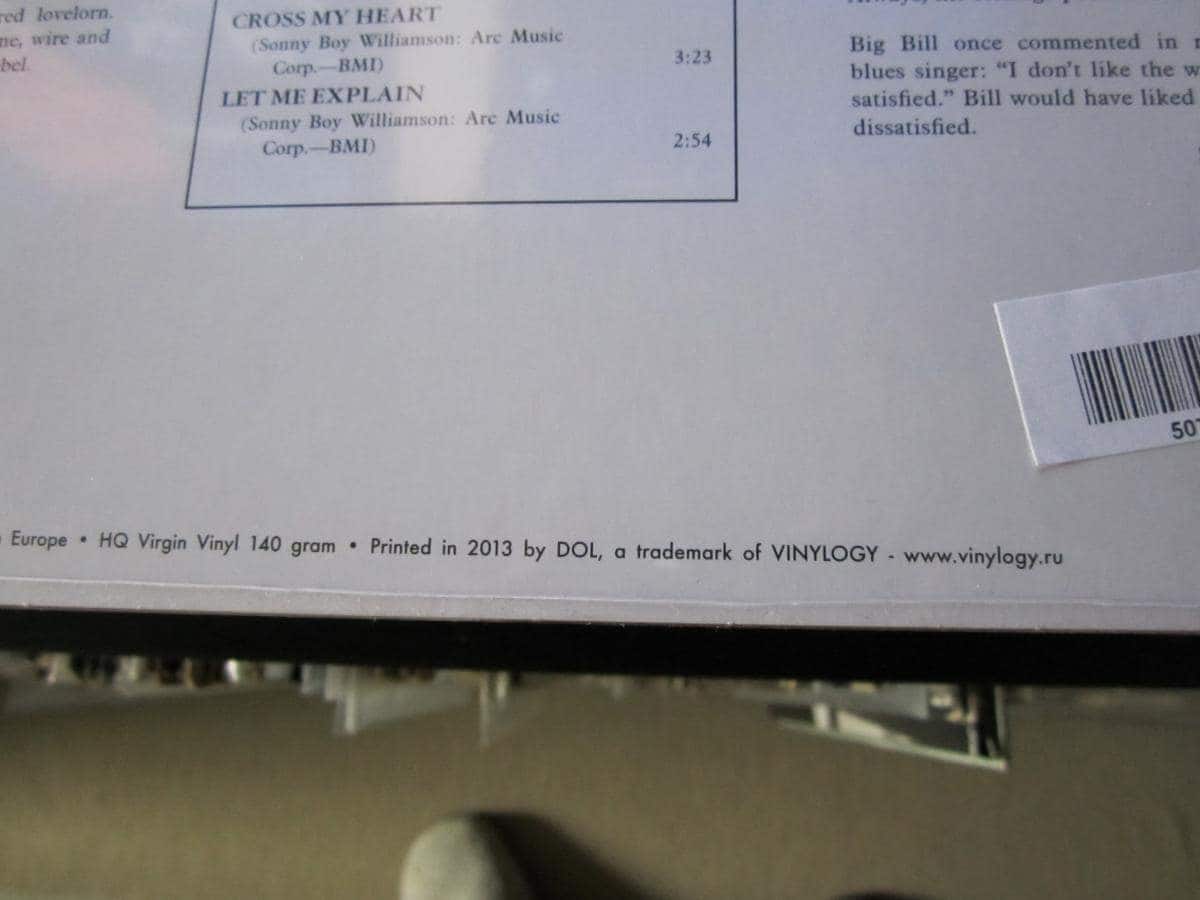 red lovelorn.
wire and
CROSS MY HEART
(Sonny Boy Williamson: Arc Music
Corp.—BMI) 3:23
LET ME EXPLAIN
(Sonny Boy Williamson: Arc Music
Corp.—BMI) 2:54
Big Bill once commented in
blues singer: “I don’t like the w
satisfied.” Bill would have liked
dissatisfied.
507
Europe • HQ Virgin Vinyl 140 gram • Printed in 2013 by DOL, a trademark of VINYLOGY - www.vinylogy.ru